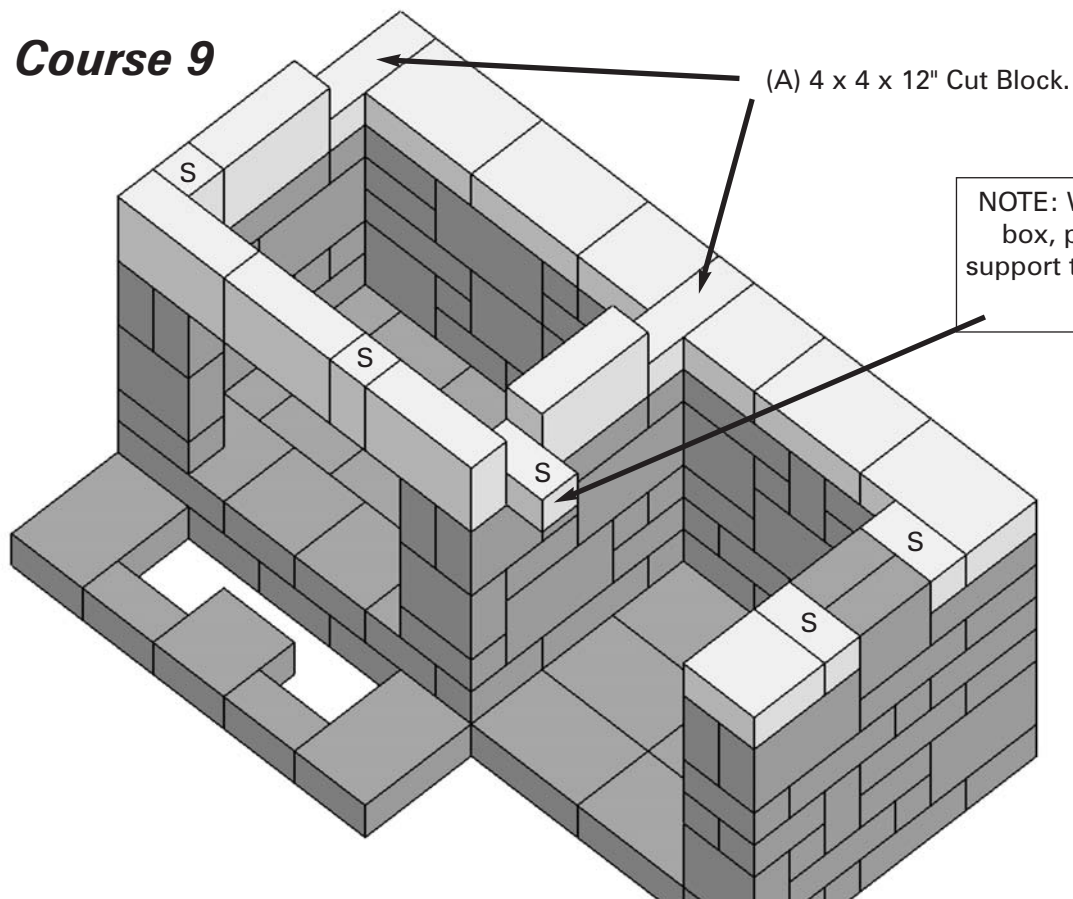 Course 9
(A) 4 x 4 x 12" Cut Block.
NOTE: W
box, p
support t
S
S
S
S
S